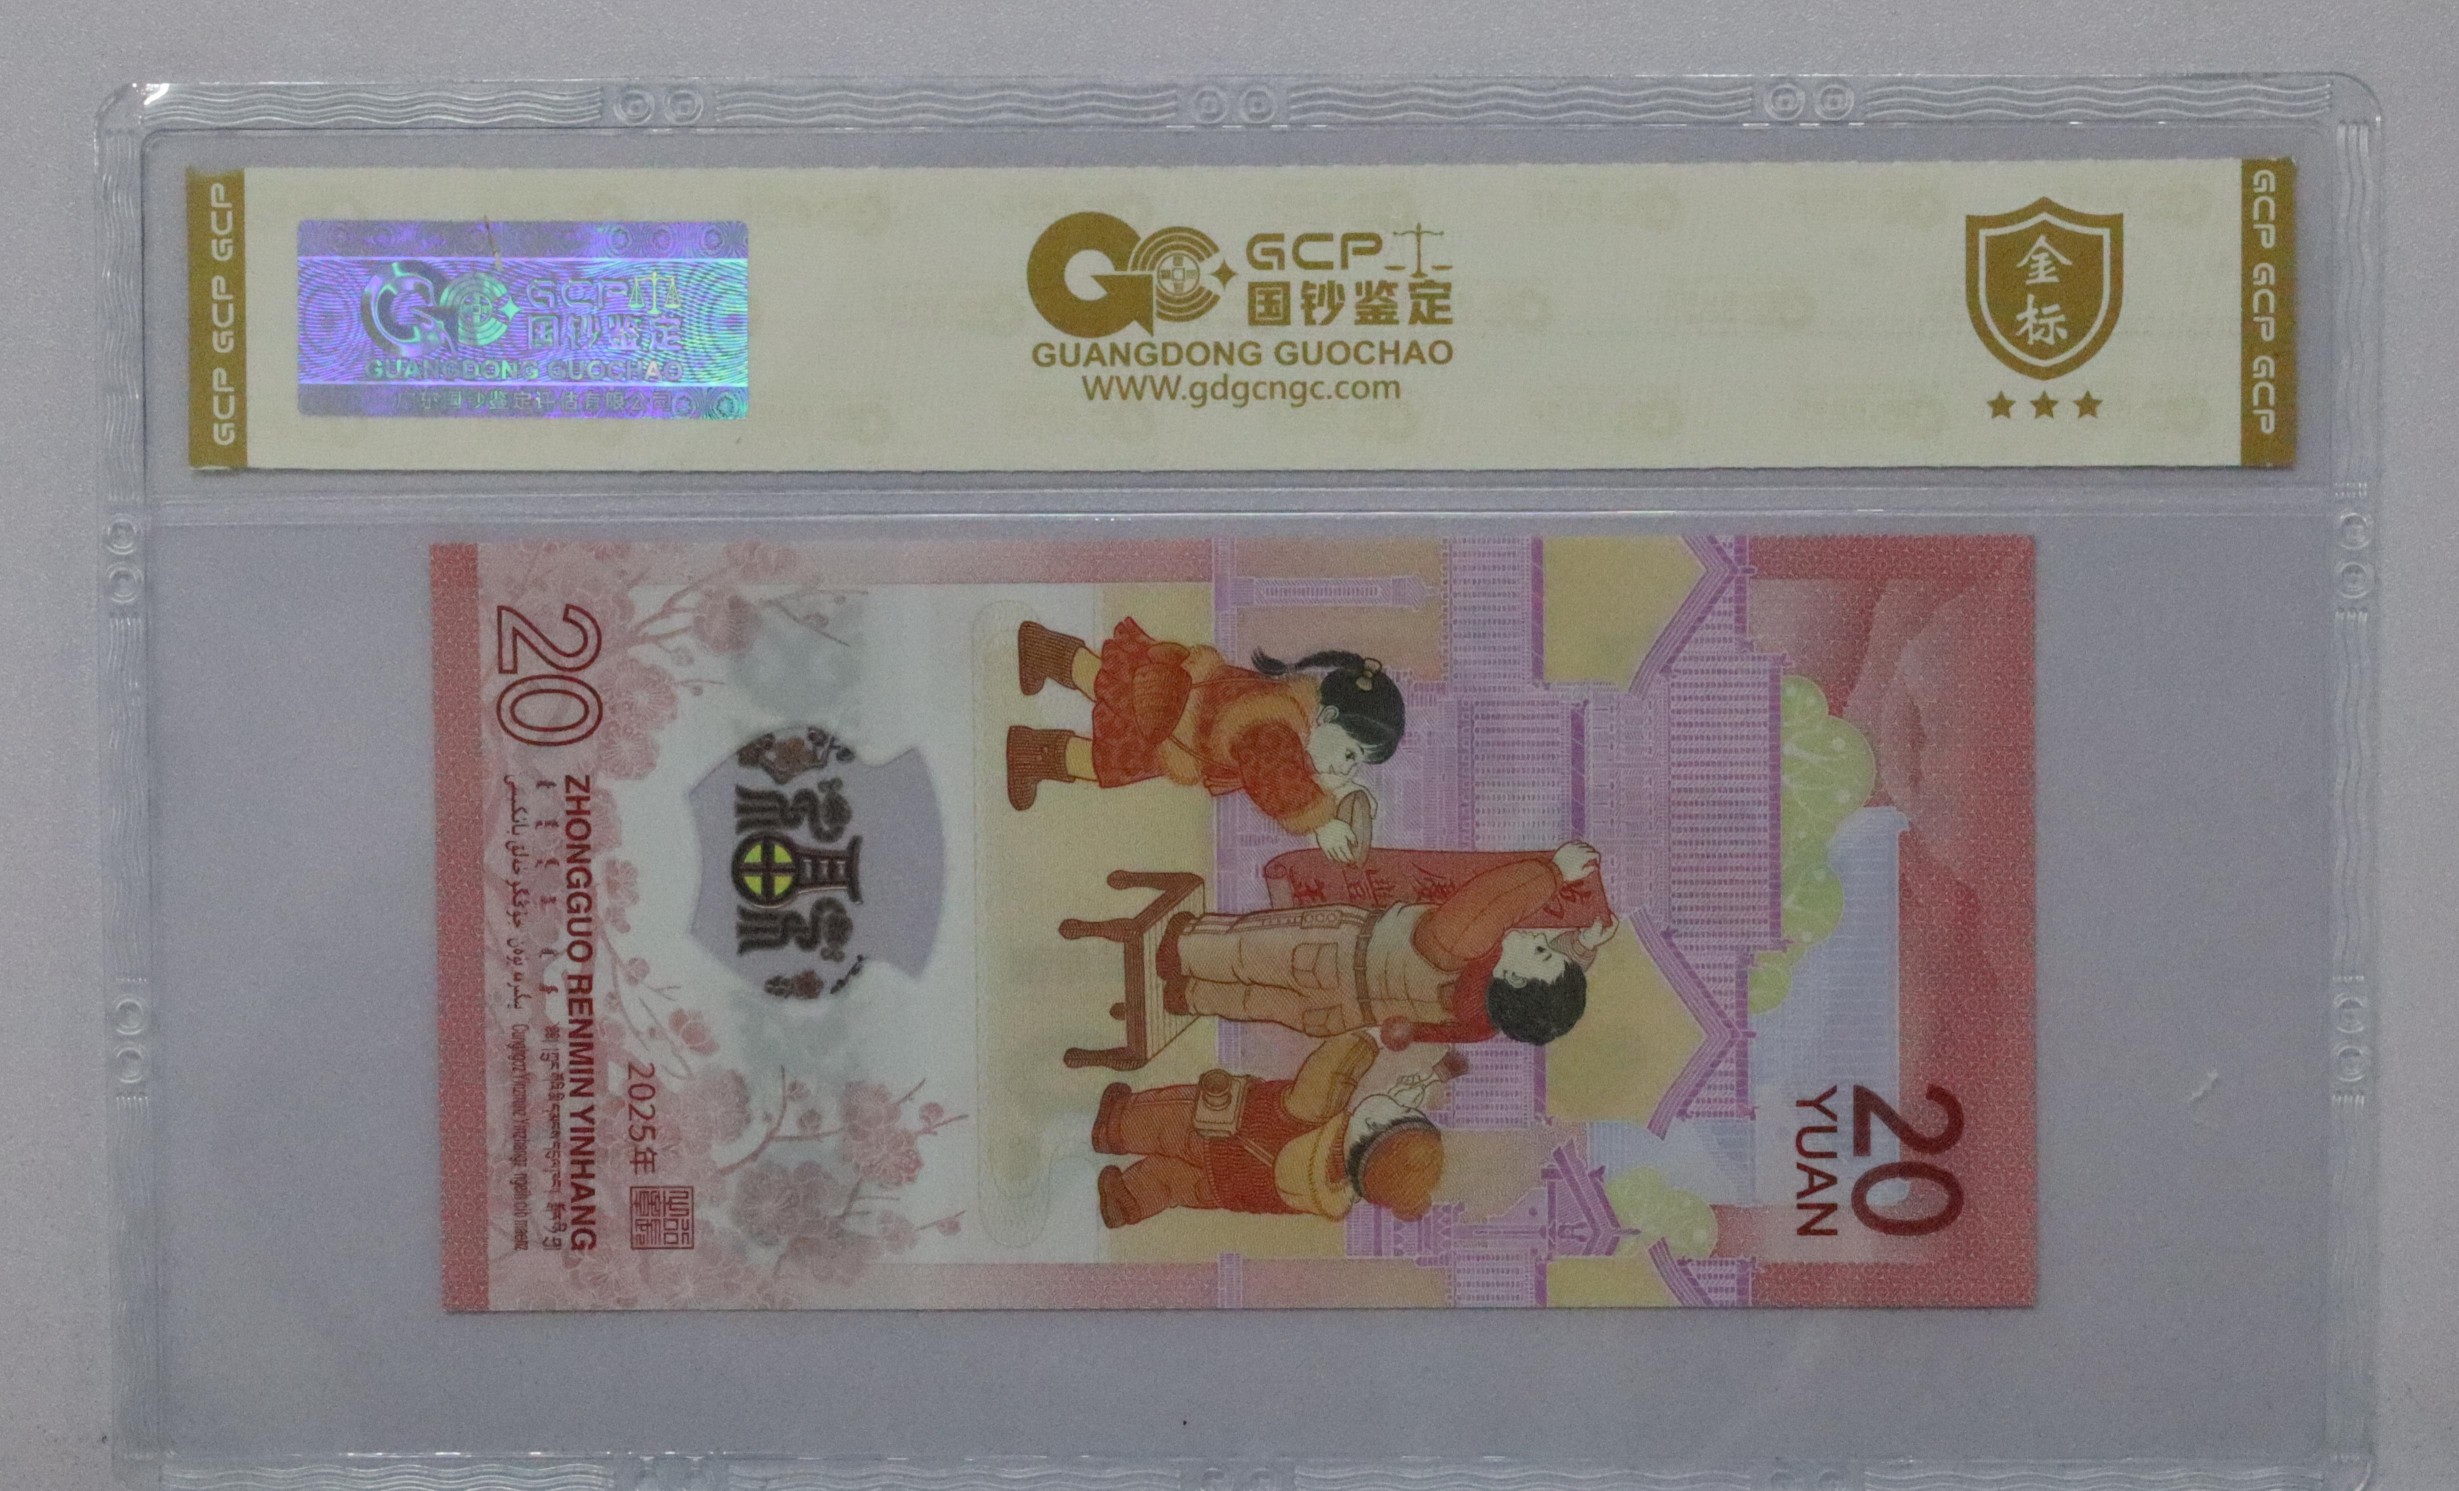 GCP GCP GCP
GCP
国钞鉴定
GUANGDONG GUOCHAO
广东国钞鉴定评估有限公司
GCP
国钞鉴定
GUANGDONG GUOCHAO
WWW.gdgcngc.com
金
标
GCP GCP GCP
20
YUAN
2025年
ZHONGGUO RENMIN YINHANG
20